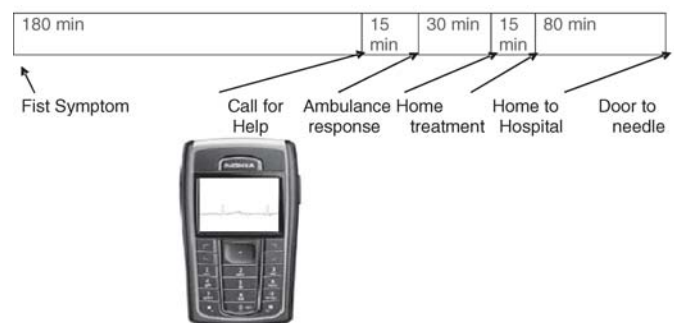 180 min 15 min 30 min 15 min 80 min
Fist Symptom Call for Help Ambulance response Home treatment Home to Hospital Door to needle
NOKIA